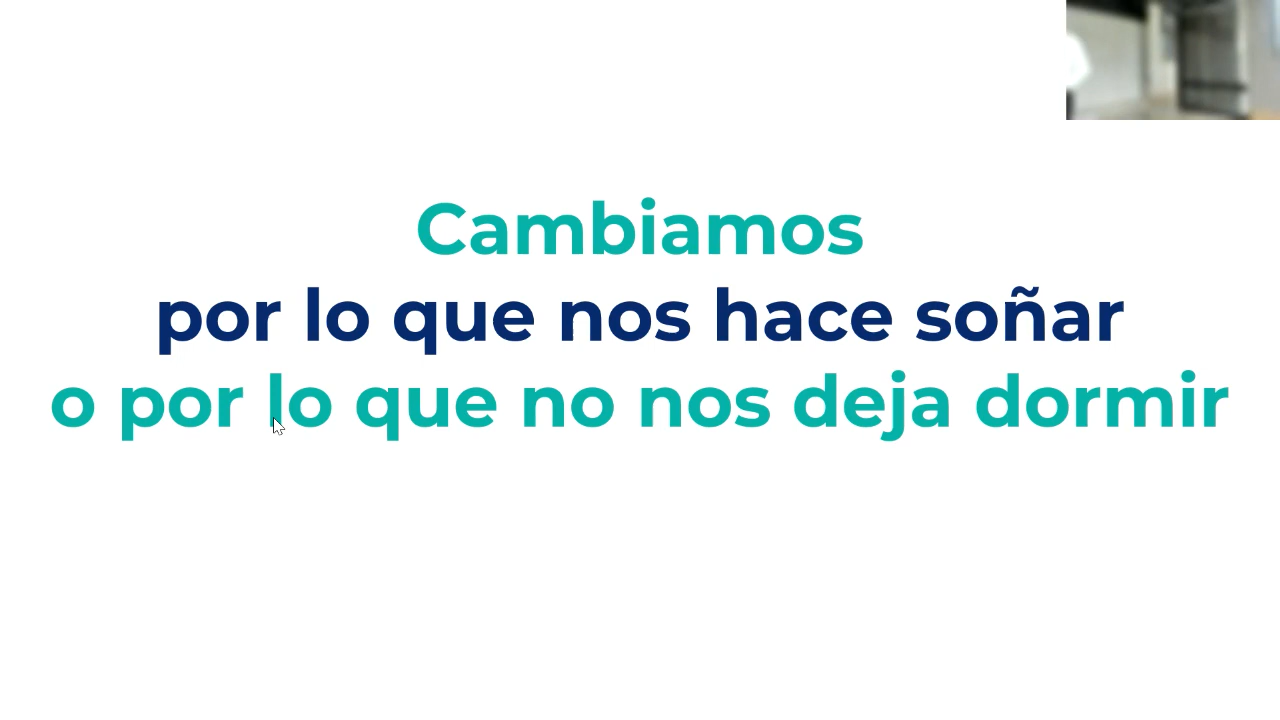 Cambiamos
por lo que nos hace soñar
o por lo que no nos deja dormir